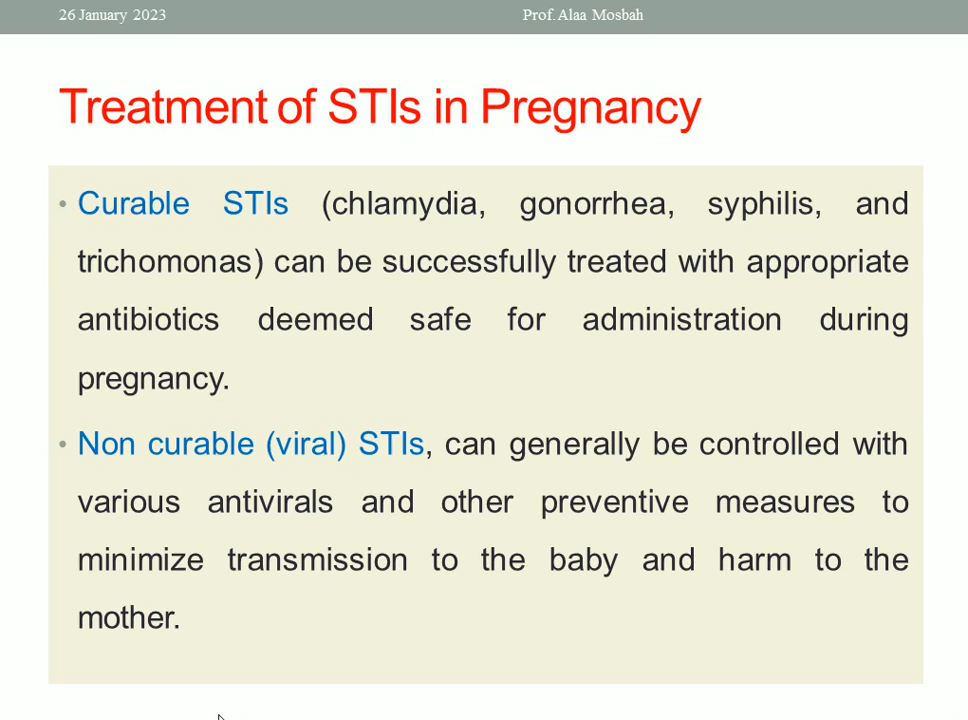 26 January 2023
Prof. Alaa Mosbah
Treatment of STIs in Pregnancy
• Curable STIs (chlamydia, gonorrhea, syphilis, and
trichomonas) can be successfully treated with appropriate
antibiotics deemed safe for administration during
pregnancy.
• Non curable (viral) STIs, can generally be controlled with
various antivirals and other preventive measures to
minimize transmission to the baby and harm to the
mother.